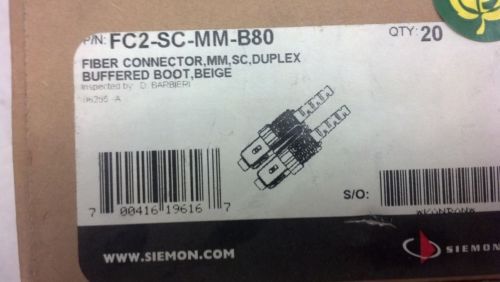 P/N: FC2-SC-MM-B80
QTY: 20
FIBER CONNECTOR,MM,SC,DUPLEX
BUFFERED BOOT,BEIGE
Inspected by: D. BARBIERI
S/O:
7 00416 19616 7
WWW.SIEMON.COM
SIEMON